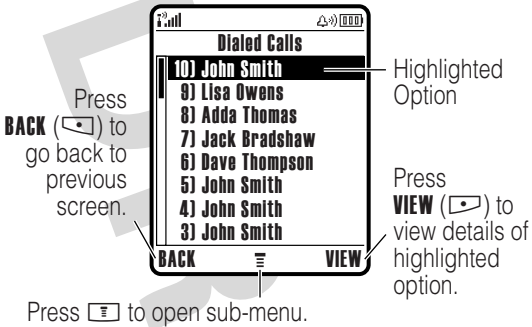 Dialed Calls
10) John Smith
9) Lisa Owens
8) Adda Thomas
7) Jack Bradshaw
6) Dave Thompson
5) John Smith
4) John Smith
3) John Smith
BACK
VIEW
Highlighted
Option
Press
BACK ( ) to
go back to
previous
screen.
Press
VIEW ( ) to
view details of
highlighted
option.
Press to open sub-menu.